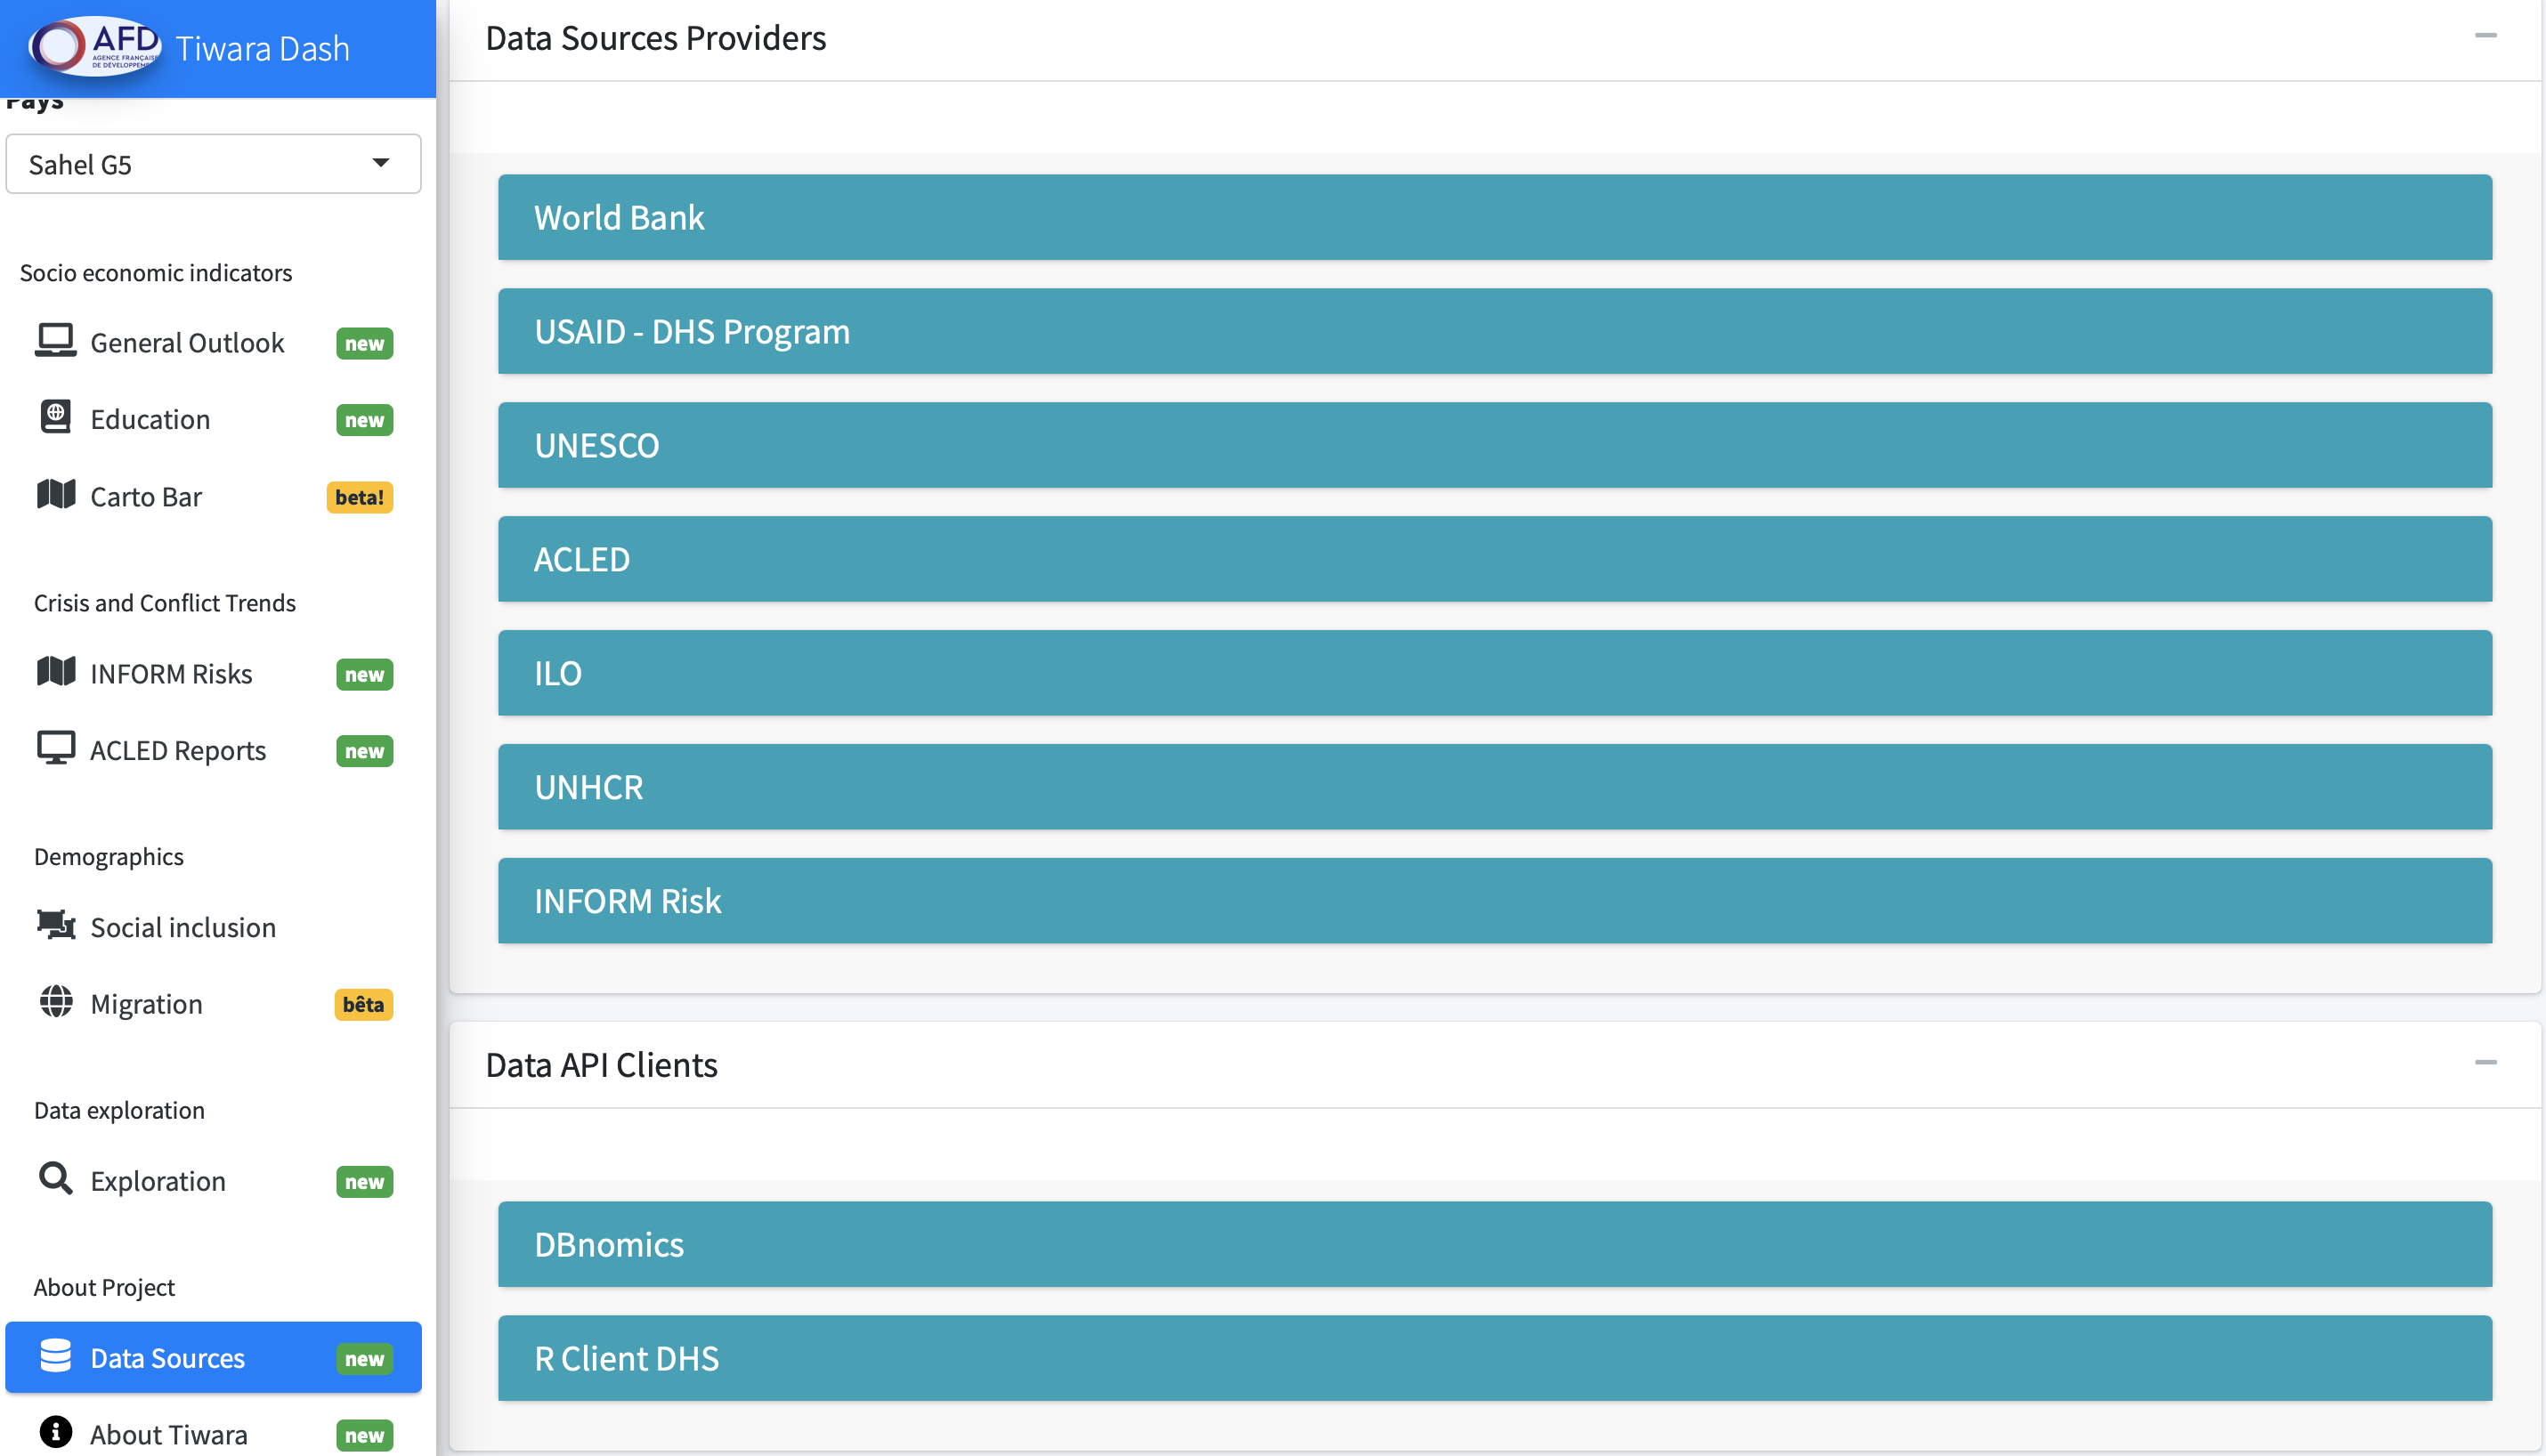 AFD
AGENCE FRANÇAISE
DE DÉVELOPPEMENT
Tiwara Dash
Pays
Sahel G5
Socio economic indicators
General Outlook new
Education new
Carto Bar beta!
Crisis and Conflict Trends
INFORM Risks new
ACLED Reports new
Demographics
Social inclusion
Migration bêta
Data exploration
Exploration new
About Project
Data Sources new
About Tiwara new
Data Sources Providers
World Bank
USAID - DHS Program
UNESCO
ACLED
ILO
UNHCR
INFORM Risk
Data API Clients
DBnomics
R Client DHS